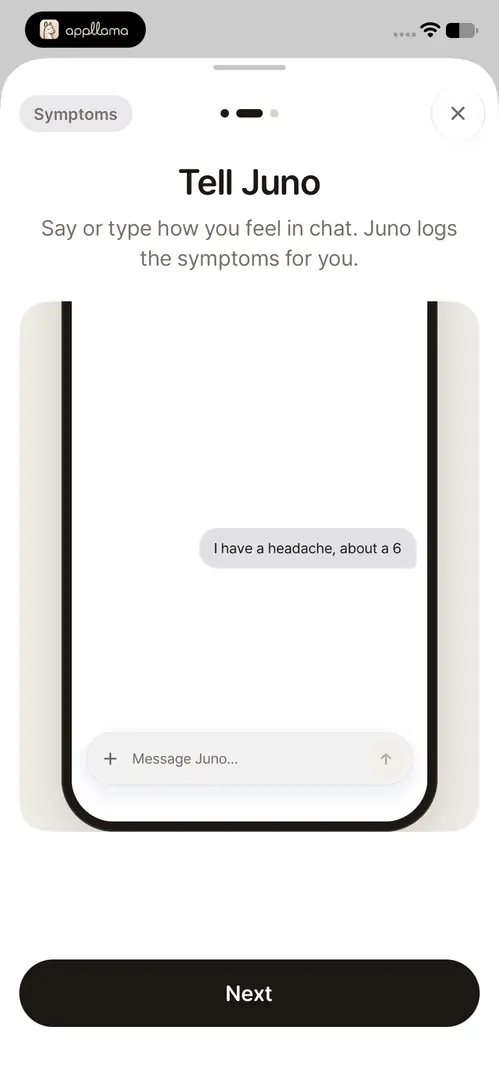 appllama
Symptoms
Tell Juno
Say or type how you feel in chat. Juno logs
the symptoms for you.
I have a headache, about a 6
Message Juno...
Next